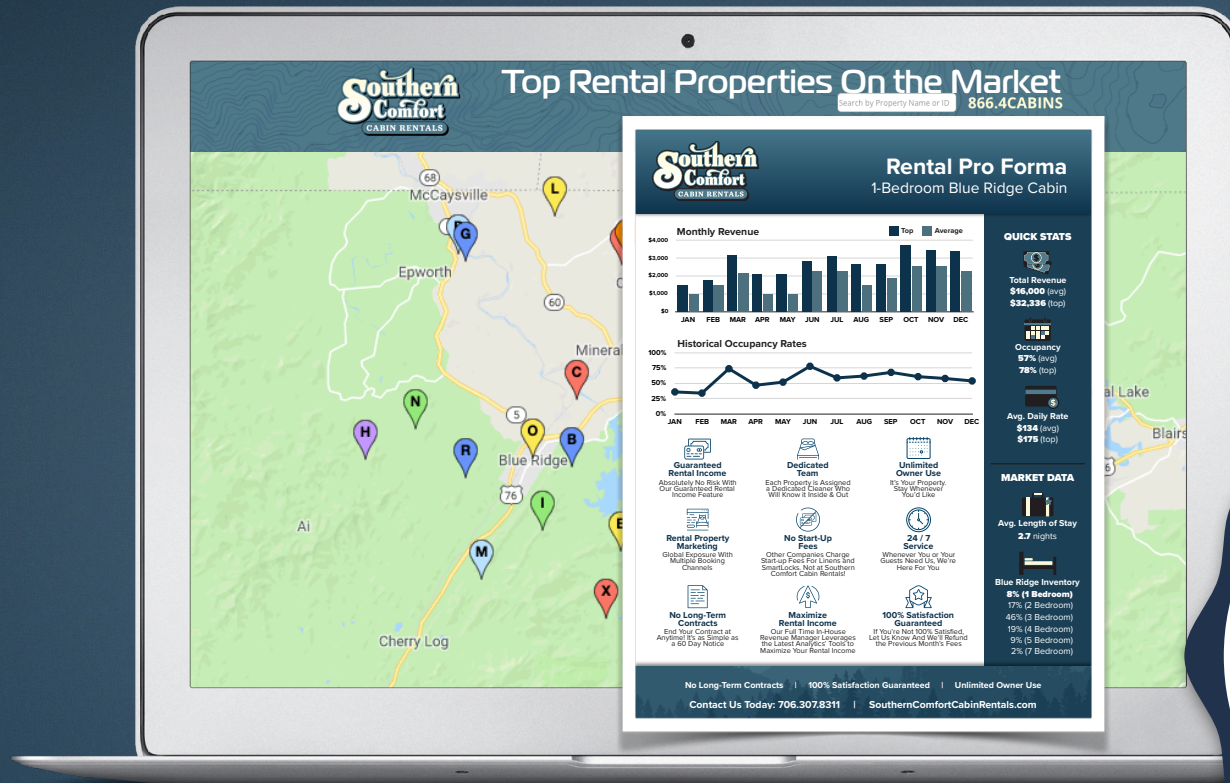 Southern
Comfort
CABIN RENTALS
Top Rental Properties On the Market
Search by Property Name or ID
866.4CABINS
68
McCaysville
L
G
Epworth
60
Mineral
C
N
5
O
B
H
R
Blue Ridge
76
I
Ai
M
X
Cherry Log
al Lake
Blairs
Southern
Comfort
CABIN RENTALS
Rental Pro Forma
1-Bedroom Blue Ridge Cabin
Monthly Revenue
Top Average
$4,000
$3,000
$2,000
$1,000
$0
JAN FEB MAR APR MAY JUN JUL AUG SEP OCT NOV DEC
Historical Occupancy Rates
100%
75%
50%
25%
0%
JAN FEB MAR APR MAY JUN JUL AUG SEP OCT NOV DEC
Guaranteed
Rental Income
Absolutely No Risk With
Our Guaranteed Rental
Income Feature
Dedicated
Team
Each Property is Assigned
a Dedicated Cleaner Who
Will Know it Inside & Out
Unlimited
Owner Use
It's Your Property.
Stay Whenever
You'd Like
Rental Property
Marketing
Global Exposure With
Multiple Booking
Channels
No Start-Up
Fees
Other Companies Charge
Start-up Fees For Linens and
SmartLocks. Not at Southern
Comfort Cabin Rentals!
24 / 7
Service
Whenever You or Your
Guests Need Us, We're
Here For You
No Long-Term
Contracts
End Your Contract at
Anytime! It's as Simple as
a 60 Day Notice
Maximize
Rental Income
Our Full Time In-House
Revenue Manager Leverages
the Latest Analytics' Tools to
Maximize Your Rental Income
100% Satisfaction
Guaranteed
If You're Not 100% Satisfied,
Let Us Know And We'll Refund
the Previous Month's Fees
QUICK STATS
Total Revenue
$16,000 (avg)
$32,336 (top)
Occupancy
57% (avg)
78% (top)
Avg. Daily Rate
$134 (avg)
$175 (top)
MARKET DATA
Avg. Length of Stay
2.7 nights
Blue Ridge Inventory
8% (1 Bedroom)
17% (2 Bedroom)
46% (3 Bedroom)
19% (4 Bedroom)
9% (5 Bedroom)
2% (7 Bedroom)
No Long-Term Contracts | 100% Satisfaction Guaranteed | Unlimited Owner Use
Contact Us Today: 706.307.8311 | SouthernComfortCabinRentals.com